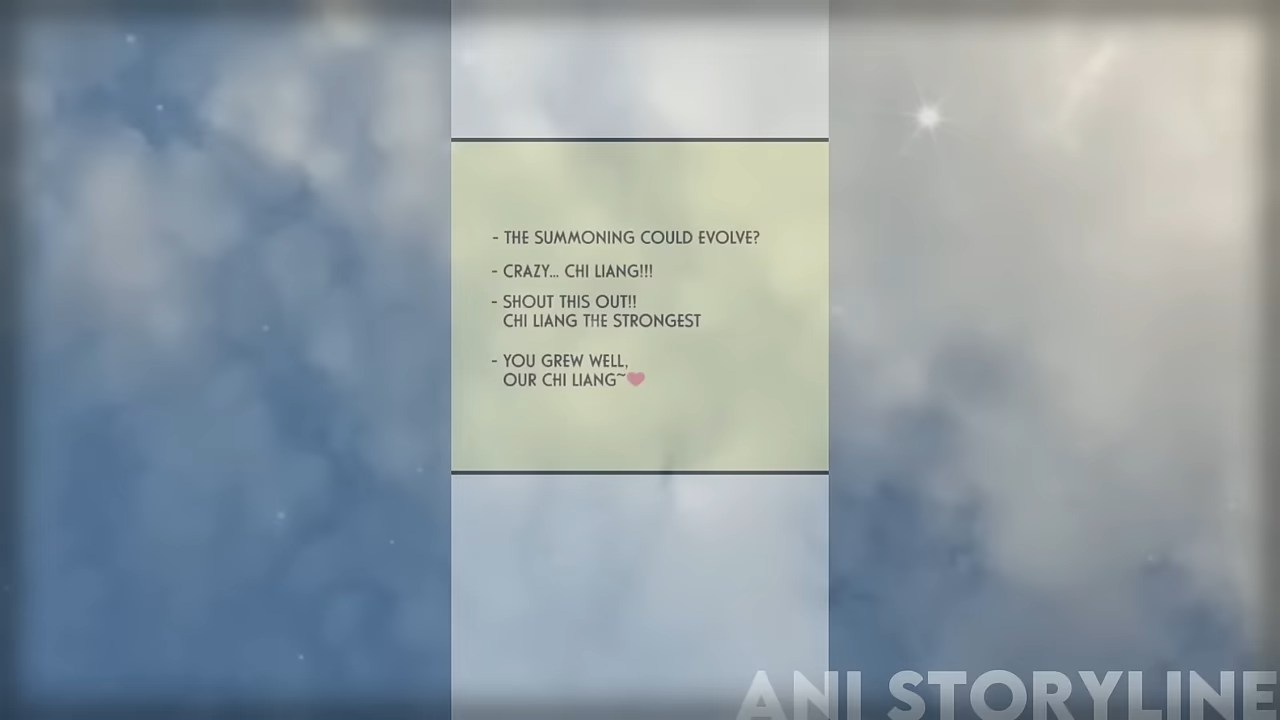 - THE SUMMONING COULD EVOLVE?
- CRAZY... CHI LIANG!!!
- SHOUT THIS OUT!!
CHI LIANG THE STRONGEST
- YOU GREW WELL,
OUR CHI LIANG~❤
ANI STORYLINE